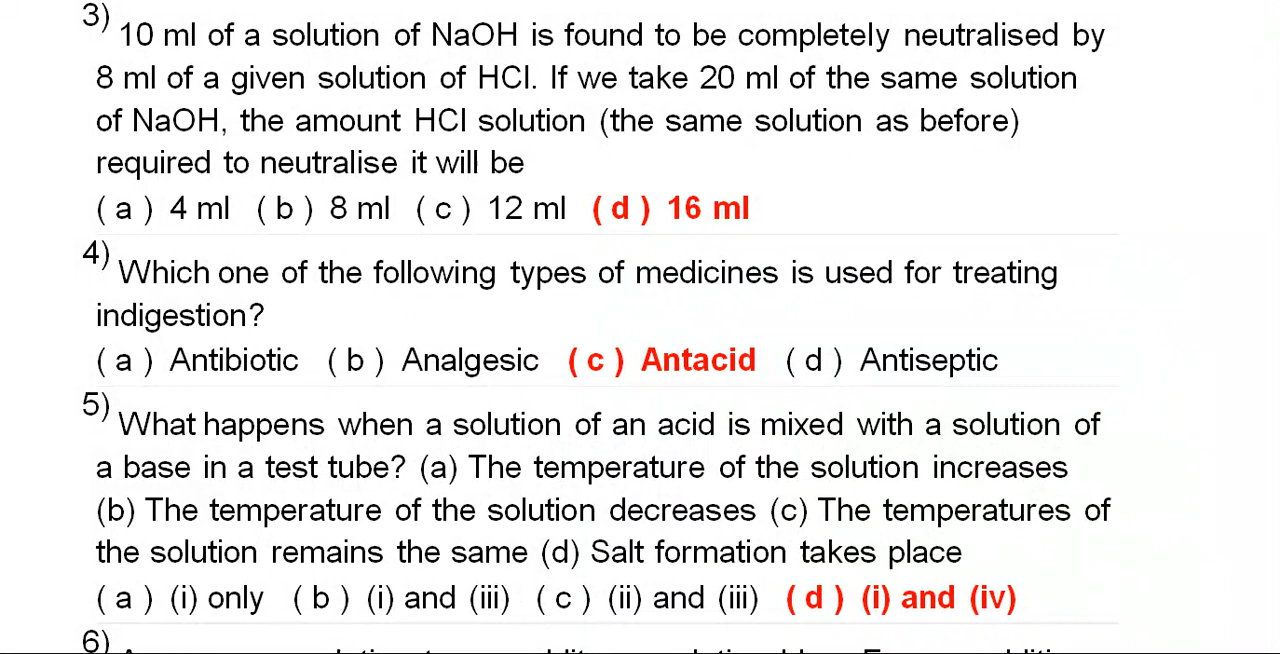 3) 10 ml of a solution of NaOH is found to be completely neutralised by
8 ml of a given solution of HCl. If we take 20 ml of the same solution
of NaOH, the amount HCl solution (the same solution as before)
required to neutralise it will be
( a ) 4 ml ( b ) 8 ml ( c ) 12 ml ( d ) 16 ml
4) Which one of the following types of medicines is used for treating
indigestion?
( a ) Antibiotic ( b ) Analgesic ( c ) Antacid ( d ) Antiseptic
5) What happens when a solution of an acid is mixed with a solution of
a base in a test tube? (a) The temperature of the solution increases
(b) The temperature of the solution decreases (c) The temperatures of
the solution remains the same (d) Salt formation takes place
( a ) (i) only ( b ) (i) and (iii) ( c ) (ii) and (iii) ( d ) (i) and (iv)
6)